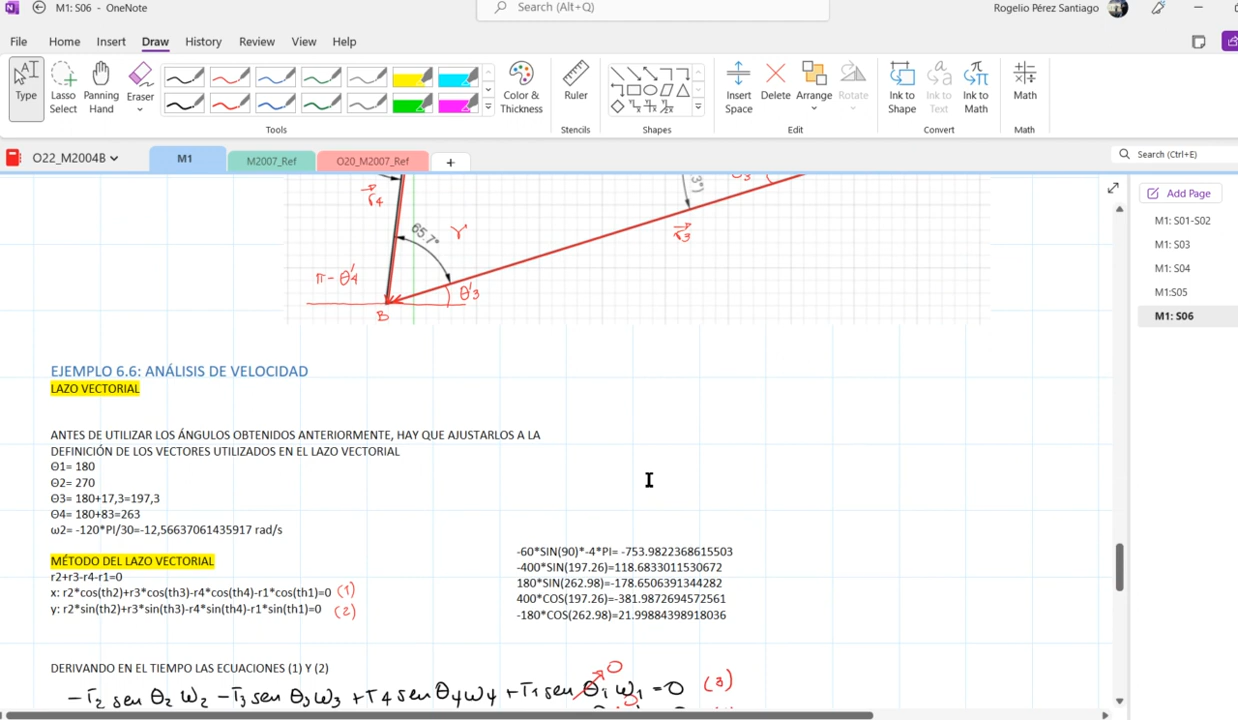 M1: S06 - OneNote
Search (Alt+Q)
Rogelio Pérez Santiago
File Home Insert Draw History Review View Help
Type
Lasso Select
Panning Hand
Eraser
Color & Thickness
Ruler
Insert Space
Delete
Arrange
Rotate
Ink to Shape
Ink to Text
Ink to Math
Math
Tools
Stencils
Shapes
Edit
Convert
Math
O22_M2004B
M1
M2007_Ref
O20_M2007_Ref
+
Search (Ctrl+E)
Add Page
M1: S01-S02
M1: S03
M1: S04
M1:S05
M1: S06
r4
3°)
65.7°
γ
r3
π - θ'4
θ'3
B
EJEMPLO 6.6: ANÁLISIS DE VELOCIDAD
LAZO VECTORIAL
ANTES DE UTILIZAR LOS ÁNGULOS OBTENIDOS ANTERIORMENTE, HAY QUE AJUSTARLOS A LA
DEFINICIÓN DE LOS VECTORES UTILIZADOS EN EL LAZO VECTORIAL
Θ1= 180
Θ2= 270
Θ3= 180+17,3=197,3
Θ4= 180+83=263
ω2= -120*PI/30=-12,56637061435917 rad/s
MÉTODO DEL LAZO VECTORIAL
r2+r3-r4-r1=0
x: r2*cos(th2)+r3*cos(th3)-r4*cos(th4)-r1*cos(th1)=0 (1)
y: r2*sin(th2)+r3*sin(th3)-r4*sin(th4)-r1*sin(th1)=0 (2)
-60*SIN(90)*-4*PI= -753.9822368615503
-400*SIN(197.26)=118.6833011530672
180*SIN(262.98)=-178.6506391344282
400*COS(197.26)=-381.9872694572561
-180*COS(262.98)=21.99884398918036
DERIVANDO EN EL TIEMPO LAS ECUACIONES (1) Y (2)
-r2 sen θ2 ω2 - r3 sen θ3 ω3 + r4 sen θ4 ω4 + r1 sen θ1 ω1 = 0 (3)
0